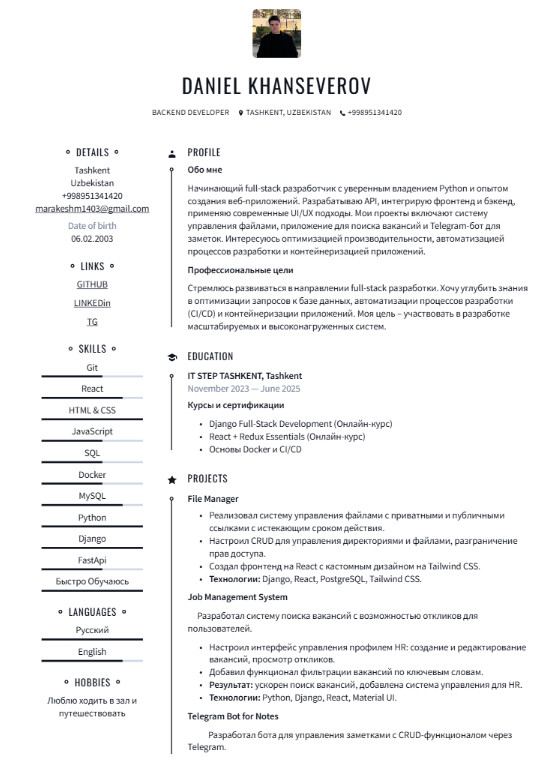 DANIEL KHANSEVEROV
BACKEND DEVELOPER TASHKENT, UZBEKISTAN +998951341420
DETAILS
Tashkent
Uzbekistan
+998951341420
marakeshm1403@gmail.com
Date of birth
06.02.2003
LINKS
GITHUB
LINKEDin
TG
SKILLS
Git
React
HTML & CSS
JavaScript
SQL
Docker
MySQL
Python
Django
FastApi
Быстро Обучаюсь
LANGUAGES
Русский
English
HOBBIES
Люблю ходить в зал и
путешествовать
PROFILE
Обо мне
Начинающий full-stack разработчик с уверенным владением Python и опытом
создания веб-приложений. Разрабатываю API, интегрирую фронтенд и бэкенд,
применяю современные UI/UX подходы. Мои проекты включают систему
управления файлами, приложение для поиска вакансий и Telegram-бот для
заметок. Интересуюсь оптимизацией производительности, автоматизацией
процессов разработки и контейнеризацией приложений.
Профессиональные цели
Стремлюсь развиваться в направлении full-stack разработки. Хочу углубить знания
в оптимизации запросов к базе данных, автоматизации процессов разработки
(CI/CD) и контейнеризации приложений. Моя цель – участвовать в разработке
масштабируемых и высоконагруженных систем.
EDUCATION
IT STEP TASHKENT, Tashkent
November 2023 — June 2025
Курсы и сертификации
• Django Full-Stack Development (Онлайн-курс)
• React + Redux Essentials (Онлайн-курс)
• Основы Docker и CI/CD
PROJECTS
File Manager
• Реализовал систему управления файлами с приватными и публичными
ссылками с истекающим сроком действия.
• Настроил CRUD для управления директориями и файлами, разграничение
прав доступа.
• Создал фронтенд на React с кастомным дизайном на Tailwind CSS.
• Технологии: Django, React, PostgreSQL, Tailwind CSS.
Job Management System
Разработал систему поиска вакансий с возможностью откликов для
пользователей.
• Настроил интерфейс управления профилем HR: создание и редактирование
вакансий, просмотр откликов.
• Добавил функционал фильтрации вакансий по ключевым словам.
• Результат: ускорен поиск вакансий, добавлена система управления для HR.
• Технологии: Python, Django, React, Material UI.
Telegram Bot for Notes
Разработал бота для управления заметками с CRUD-функционалом через
Telegram.